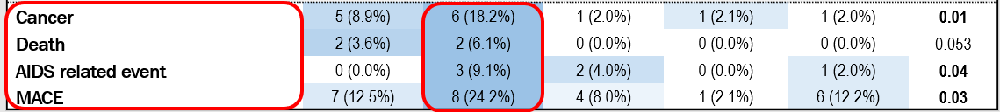 Cancer 5 (8.9%) 6 (18.2%) 1 (2.0%) 1 (2.1%) 1 (2.0%) 0.01
Death 2 (3.6%) 2 (6.1%) 0 (0.0%) 0 (0.0%) 0 (0.0%) 0.053
AIDS related event 0 (0.0%) 3 (9.1%) 2 (4.0%) 0 (0.0%) 1 (2.0%) 0.04
MACE 7 (12.5%) 8 (24.2%) 4 (8.0%) 1 (2.1%) 6 (12.2%) 0.03